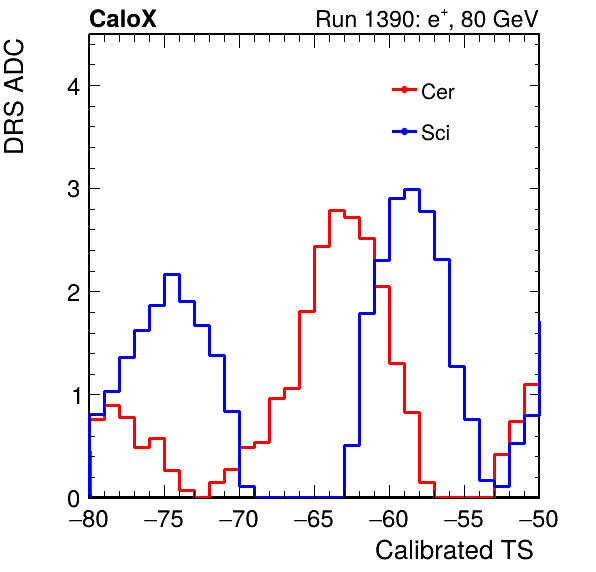 CaloX Run 1390: e⁺, 80 GeV
DRS ADC
Cer
Sci
4
3
2
1
0
−80 −75 −70 −65 −60 −55 −50
Calibrated TS